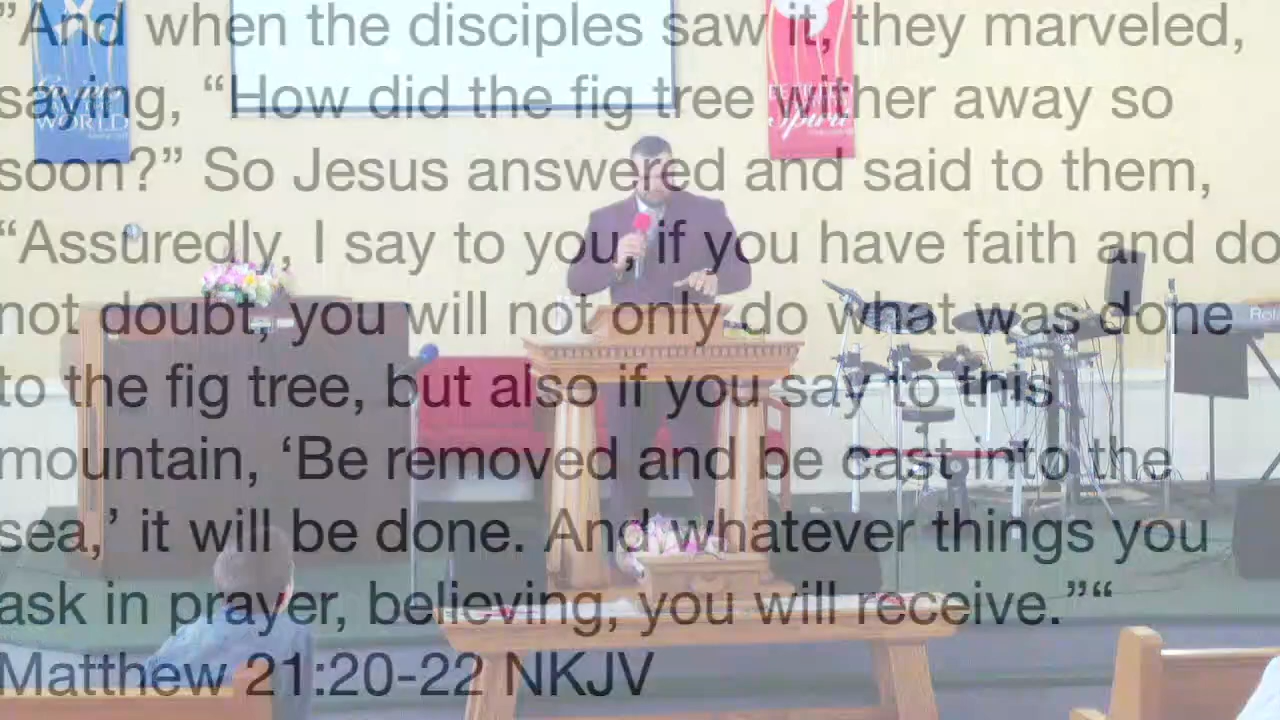 ”And when the disciples saw it, they marveled,
saying, “How did the fig tree wither away so
soon?” So Jesus answered and said to them,
“Assuredly, I say to you, if you have faith and do
not doubt, you will not only do what was done
to the fig tree, but also if you say to this
mountain, ‘Be removed and be cast into the
sea,’ it will be done. And whatever things you
ask in prayer, believing, you will receive.”“
Matthew 21:20-22 NKJV
WORLD
Spirit
Rol